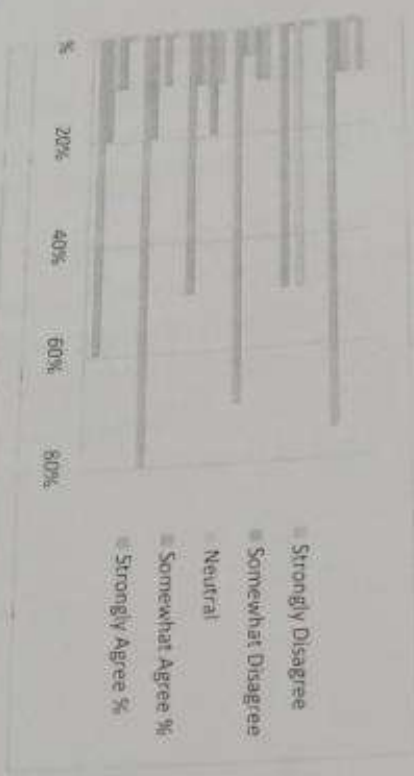 %
20%
40%
60%
80%
Strongly Disagree
Somewhat Disagree
Neutral
Somewhat Agree %
Strongly Agree %